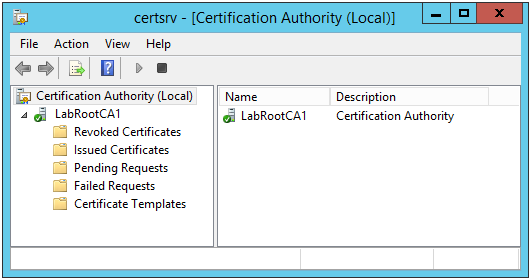 certsrv - [Certification Authority (Local)]
File Action View Help
Certification Authority (Local)
LabRootCA1
Revoked Certificates
Issued Certificates
Pending Requests
Failed Requests
Certificate Templates
Name Description
LabRootCA1 Certification Authority